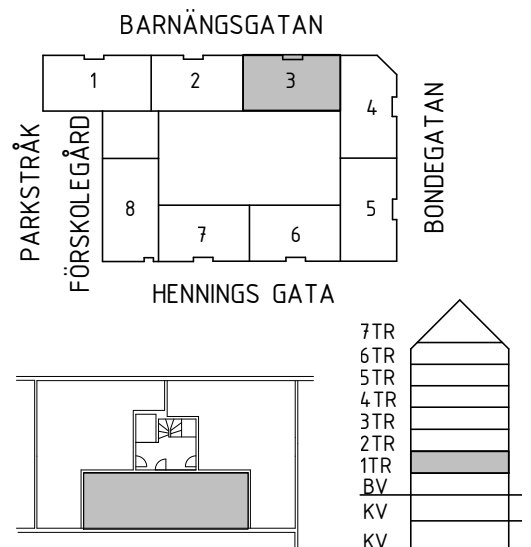 BARNÄNGSGATAN
1 2 3
4
PARKSTRÅK
FÖRSKOLEGÅRD
BONDEGATAN
8
7 6
5
HENNINGS GATA
7TR
6TR
5TR
4TR
3TR
2TR
1TR
BV
KV
KV